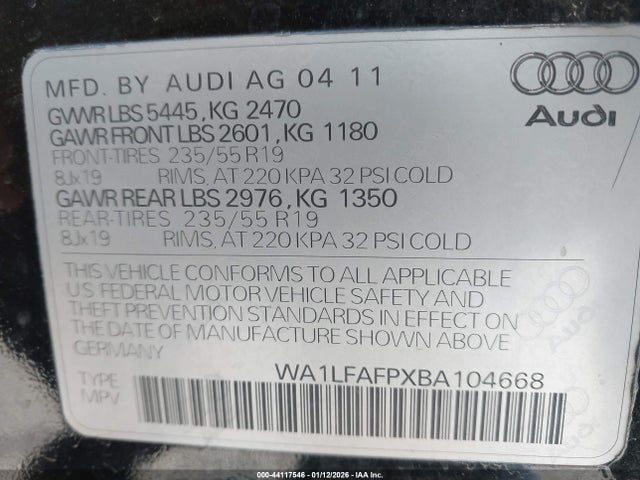 MFD. BY AUDI AG 04 11
GVWR LBS 5445, KG 2470
GAWR FRONT LBS 2601, KG 1180
FRONT-TIRES 235/55 R19
8Jx19 RIMS, AT 220 KPA 32 PSI COLD
GAWR REAR LBS 2976, KG 1350
REAR-TIRES 235/55 R19
8Jx19 RIMS, AT 220 KPA 32 PSI COLD
Audi
THIS VEHICLE CONFORMS TO ALL APPLICABLE
US FEDERAL MOTOR VEHICLE SAFETY AND
THEFT PREVENTION STANDARDS IN EFFECT ON
THE DATE OF MANUFACTURE SHOWN ABOVE
GERMANY
Audi
TYPE
MPV
WA1LFAFPXBA104668
000-44117546 - 01/12/2026 - IAA Inc.